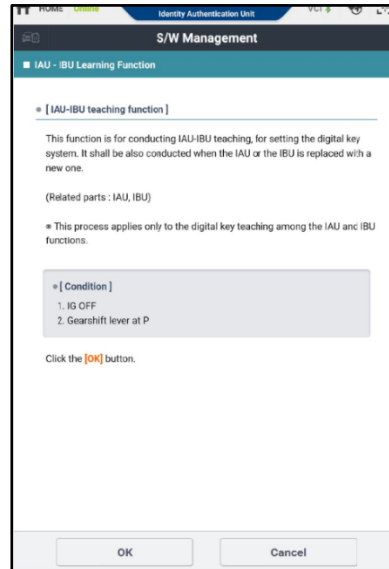 HOME Online Identity Authentication Unit VCI
S/W Management
■ IAU - IBU Learning Function
[ IAU-IBU teaching function ]
This function is for conducting IAU-IBU teaching, for setting the digital key
system. It shall be also conducted when the IAU or the IBU is replaced with a
new one.
(Related parts : IAU, IBU)
※ This process applies only to the digital key teaching among the IAU and IBU
functions.
[ Condition ]
1. IG OFF
2. Gearshift lever at P
Click the [OK] button.
OK Cancel